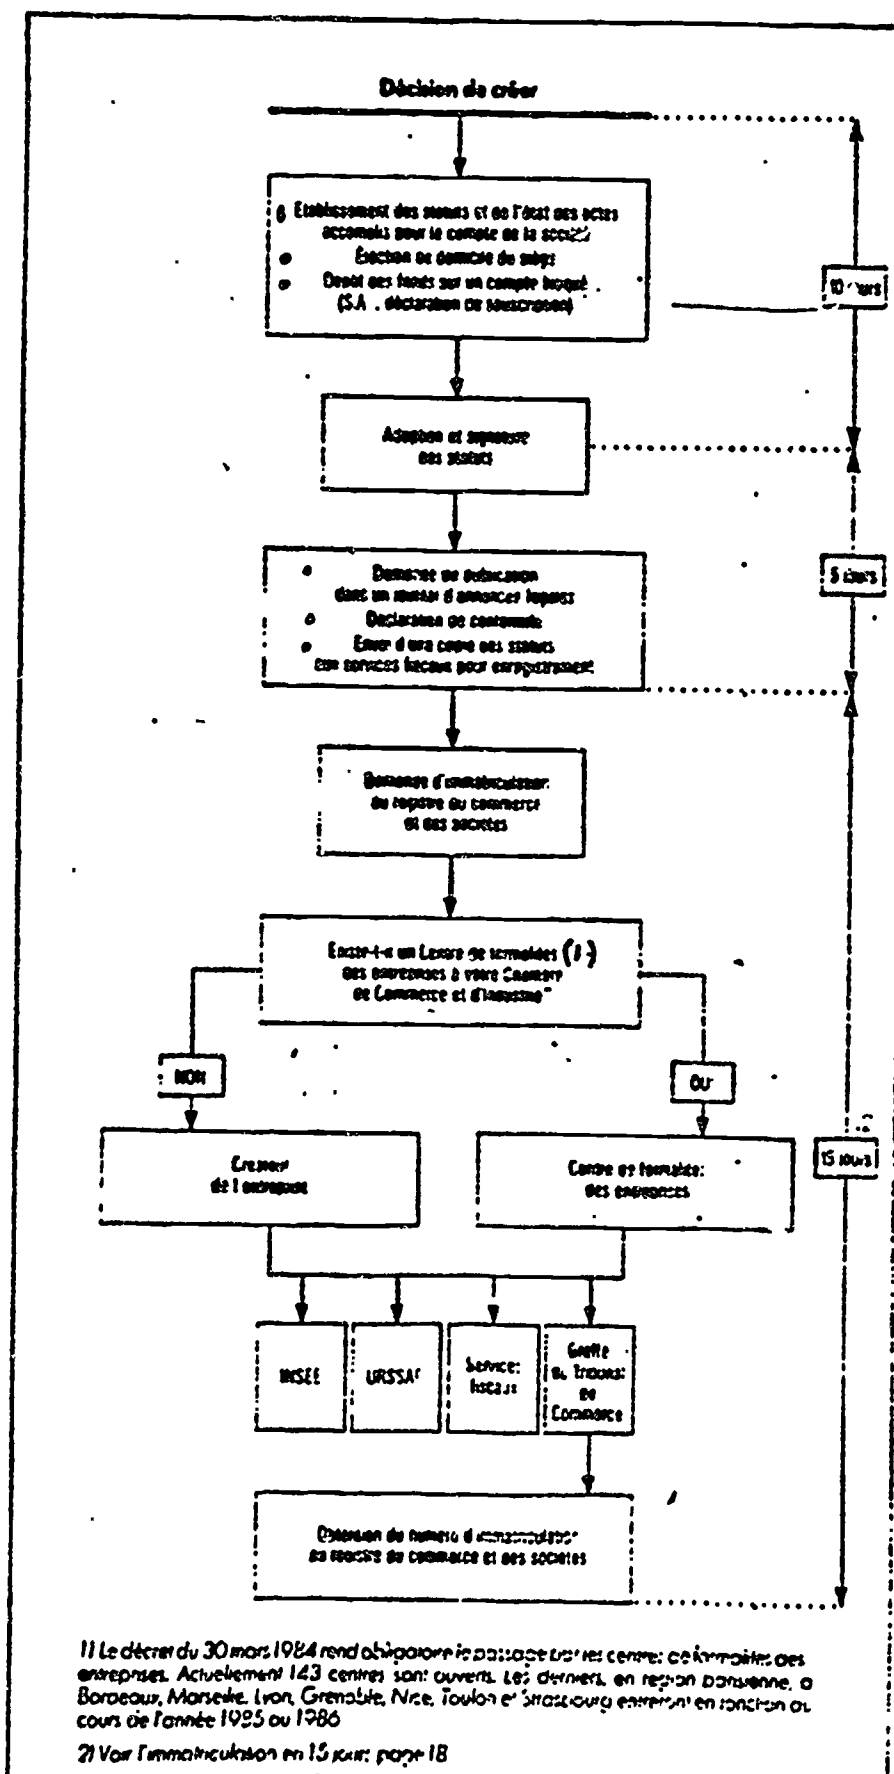 Décision de créer
Etablissement des statuts et de l'état des actes
accomplis pour le compte de la société
Élection de domicile du siège
Dépôt des fonds sur un compte bloqué
(S.A. déclaration de souscription)
10 jours
Adoption et signature
des statuts
Demande de publication
dans un journal d'annonces légales
Déclaration de conformité
Envoi d'une copie des statuts
aux services fiscaux pour enregistrement
5 jours
Demande d'immatriculation
au registre du commerce
et des sociétés
Existe-t-il un Centre de formalités (1)
des entreprises à votre Chambre
de Commerce et d'Industrie
NON
OUI
Créateur
de l'entreprise
Centre de formalités
des entreprises
15 jours
INSEE
URSSAF
Services
fiscaux
Greffe
du Tribunal
de
Commerce
Obtention du numéro d'immatriculation
au registre du commerce et des sociétés
1) Le décret du 30 mars 1984 rend obligatoire le passage par les centres de formalités des
entreprises. Actuellement 143 centres sont ouverts. Les derniers, en région parisienne, à
Bordeaux, Marseille, Lyon, Grenoble, Nice, Toulon et Strasbourg entreront en fonction au
cours de l'année 1985 ou 1986
2) Voir l'immatriculation en 15 jours page 18